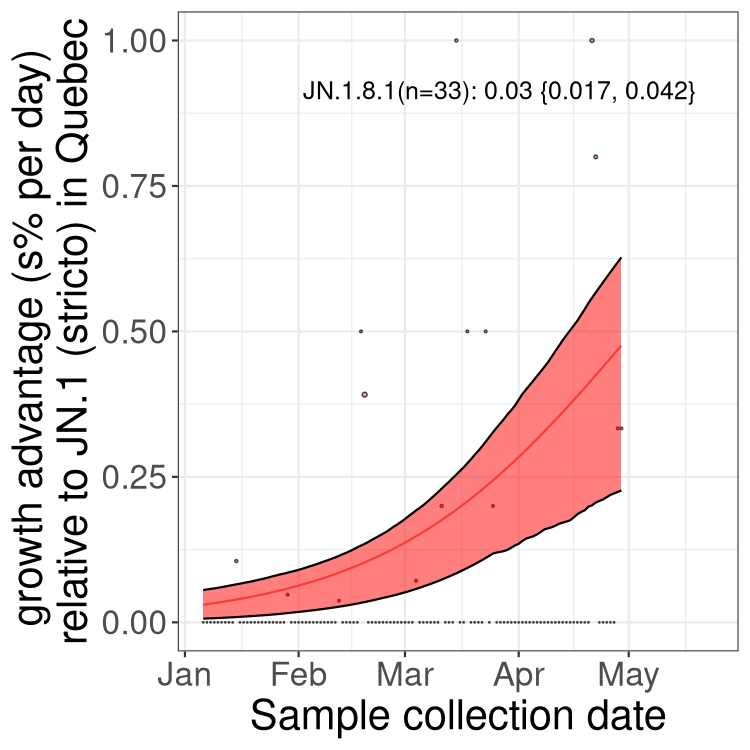 growth advantage (s% per day)
relative to JN.1 (stricto) in Quebec
1.00
0.75
0.50
0.25
0.00
JN.1.8.1(n=33): 0.03 {0.017, 0.042}
Jan Feb Mar Apr May
Sample collection date